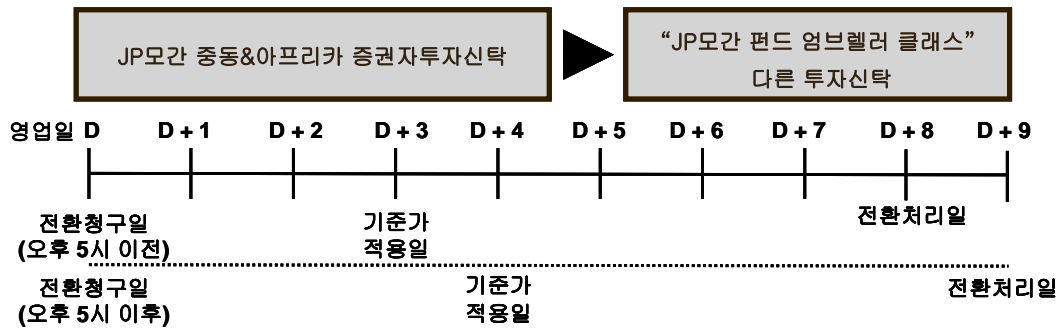 JP모간 중동&아프리카 증권자투자신탁
“JP모간 펀드 엄브렐러 클래스”
다른 투자신탁
영업일 D D + 1 D + 2 D + 3 D + 4 D + 5 D + 6 D + 7 D + 8 D + 9
전환청구일
(오후 5시 이전)
기준가
적용일
전환처리일
전환청구일
(오후 5시 이후)
기준가
적용일
전환처리일